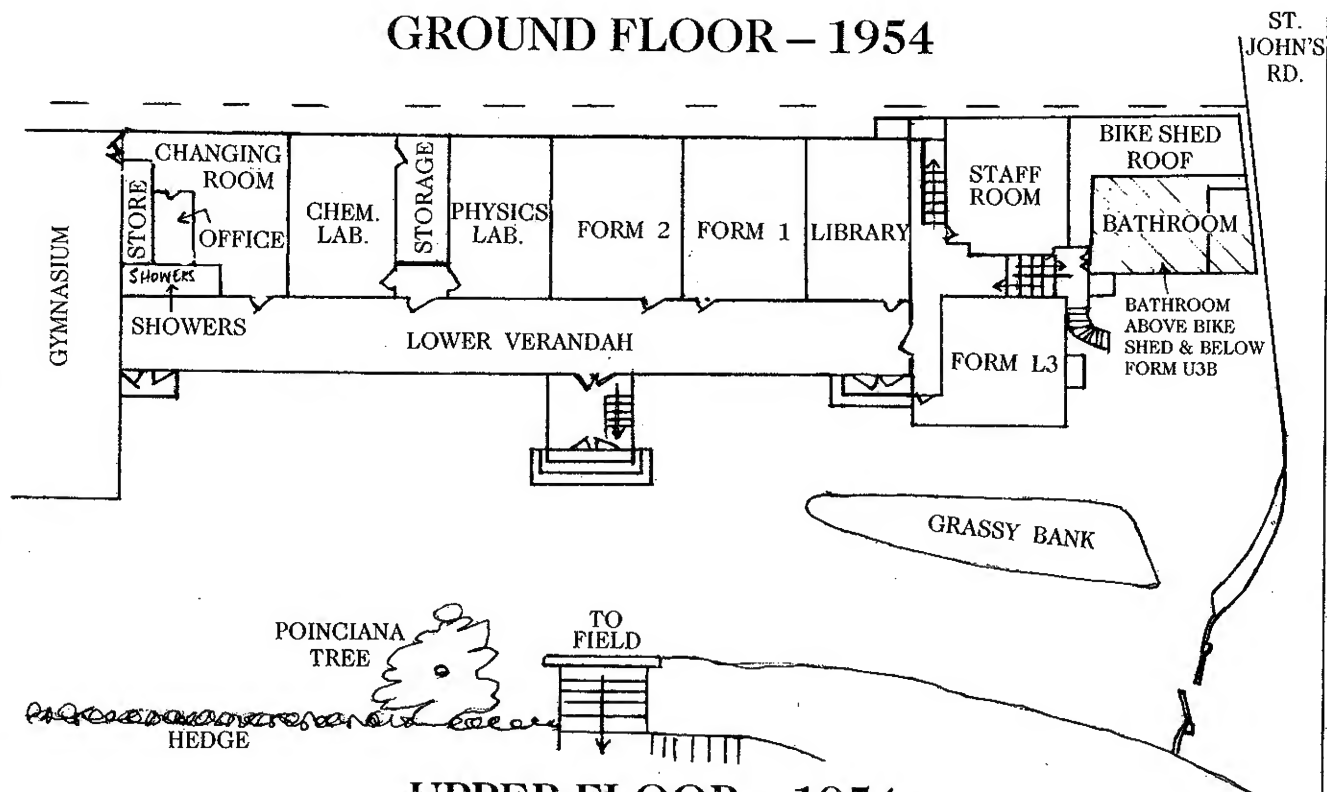 GROUND FLOOR – 1954
ST.
JOHN'S
RD.
CHANGING
ROOM
STORE
OFFICE
SHOWERS
SHOWERS
GYMNASIUM
CHEM.
LAB.
STORAGE
PHYSICS
LAB.
FORM 2
FORM 1
LIBRARY
STAFF
ROOM
BIKE SHED
ROOF
BATHROOM
BATHROOM
ABOVE BIKE
SHED & BELOW
FORM U3B
LOWER VERANDAH
FORM L3
GRASSY BANK
POINCIANA
TREE
TO
FIELD
HEDGE
UPPER FLOOR – 1954